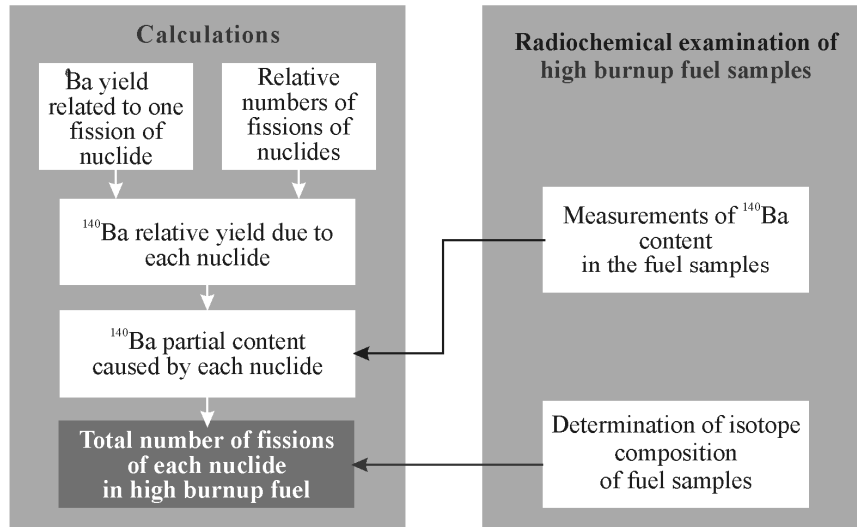 Calculations
Ba yield
related to one
fission of
nuclide
Relative
numbers of
fissions of
nuclides
¹⁴⁰Ba relative yield due to
each nuclide
¹⁴⁰Ba partial content
caused by each nuclide
Total number of fissions
of each nuclide
in high burnup fuel
Radiochemical examination of
high burnup fuel samples
Measurements of ¹⁴⁰Ba
content
in the fuel samples
Determination of isotope
composition
of fuel samples